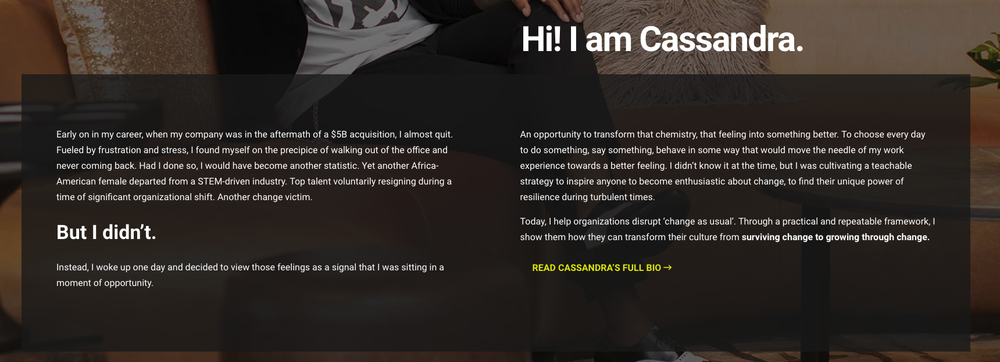 Hi! I am Cassandra.
Early on in my career, when my company was in the aftermath of a $5B acquisition, I almost quit.
Fueled by frustration and stress, I found myself on the precipice of walking out of the office and
never coming back. Had I done so, I would have become another statistic. Yet another Africa-
American female departed from a STEM-driven industry. Top talent voluntarily resigning during a
time of significant organizational shift. Another change victim.
But I didn’t.
Instead, I woke up one day and decided to view those feelings as a signal that I was sitting in a
moment of opportunity.
An opportunity to transform that chemistry, that feeling into something better. To choose every day
to do something, say something, behave in some way that would move the needle of my work
experience towards a better feeling. I didn’t know it at the time, but I was cultivating a teachable
strategy to inspire anyone to become enthusiastic about change, to find their unique power of
resilience during turbulent times.
Today, I help organizations disrupt ‘change as usual’. Through a practical and repeatable framework, I
show them how they can transform their culture from surviving change to growing through change.
READ CASSANDRA’S FULL BIO →